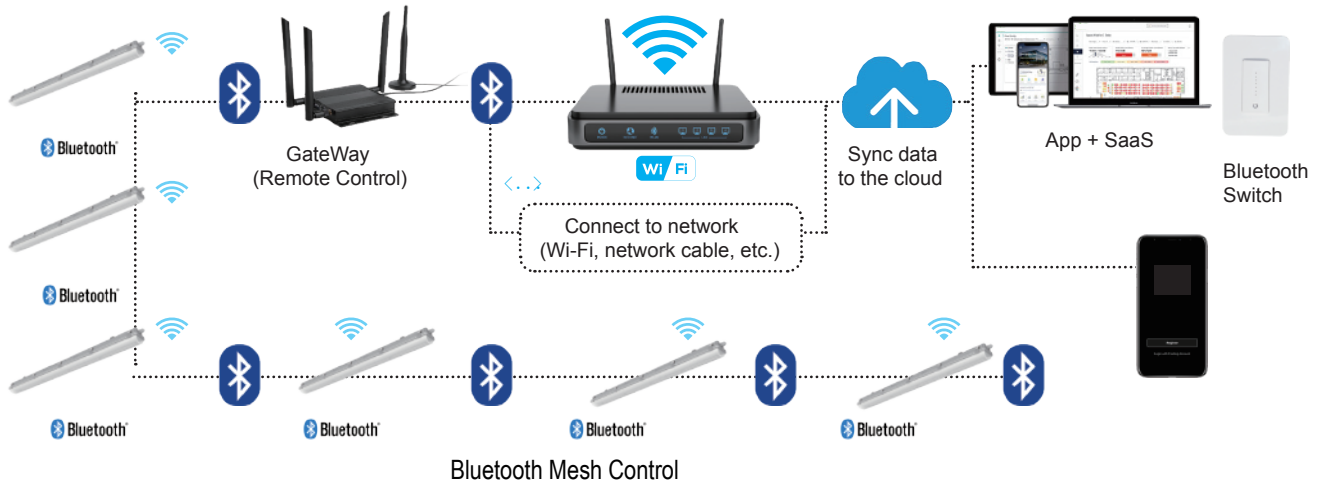 Bluetooth
GateWay
(Remote Control)
Wi Fi
Sync data
to the cloud
App + SaaS
Bluetooth
Switch
Connect to network
(Wi-Fi, network cable, etc.)
Bluetooth
Bluetooth
Bluetooth
Bluetooth
Bluetooth
Bluetooth Mesh Control